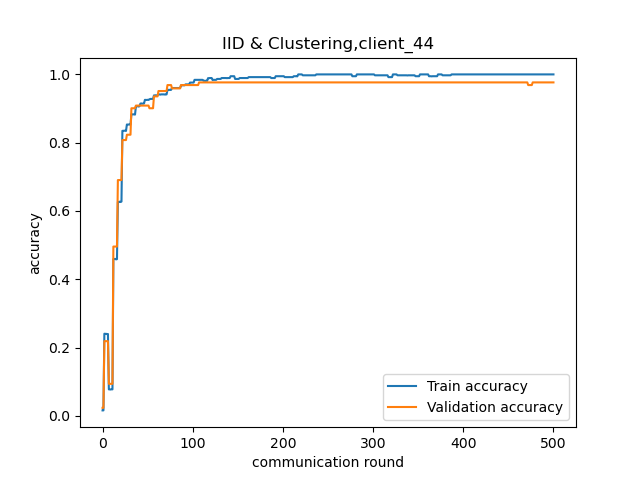 IID & Clustering,client_44
1.0
0.8
0.6
0.4
0.2
0.0
accuracy
0 100 200 300 400 500
communication round
Train accuracy
Validation accuracy